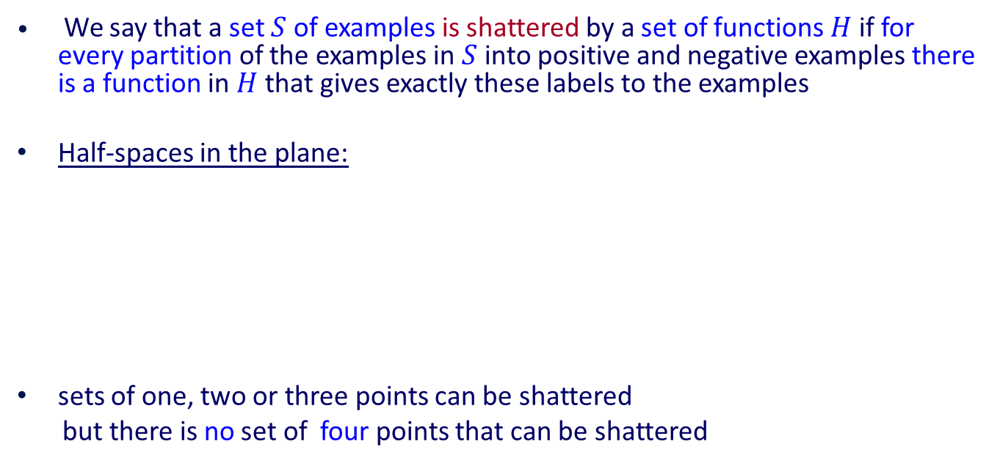 • We say that a set S of examples is shattered by a set of functions H if for
every partition of the examples in S into positive and negative examples there
is a function in H that gives exactly these labels to the examples
• Half-spaces in the plane:
• sets of one, two or three points can be shattered
but there is no set of four points that can be shattered